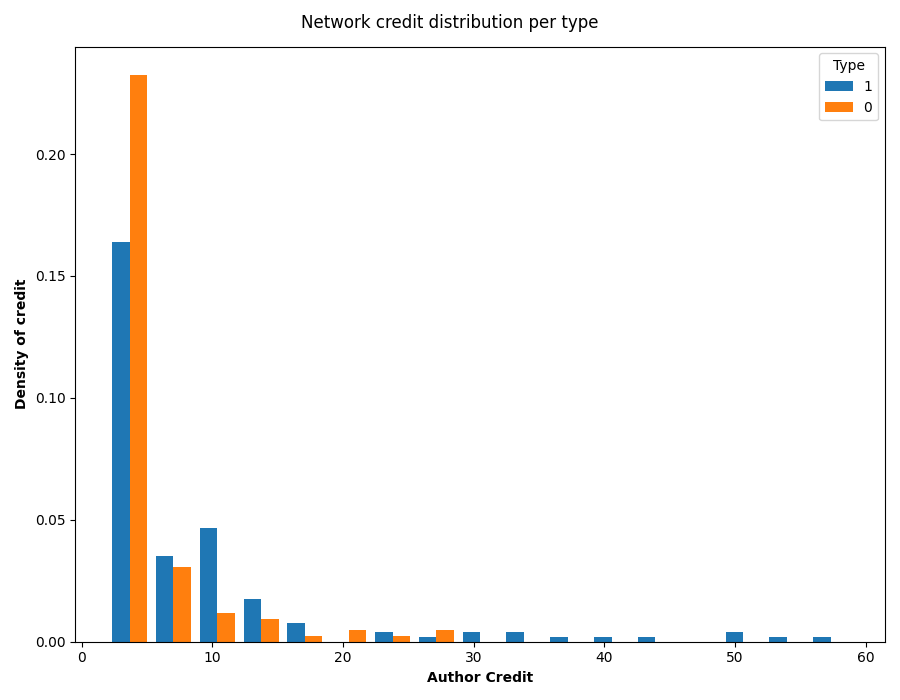 Network credit distribution per type
Type
1
0
0.20
0.15
0.10
0.05
0.00
Density of credit
0 10 20 30 40 50 60
Author Credit